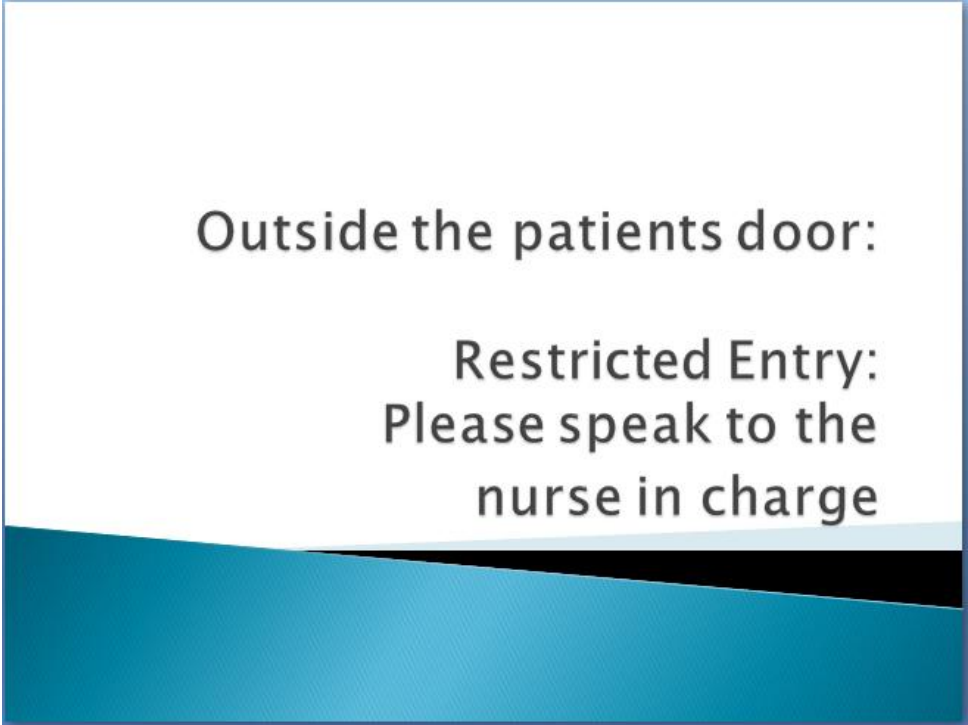 Outside the patients door:
Restricted Entry:
Please speak to the
nurse in charge